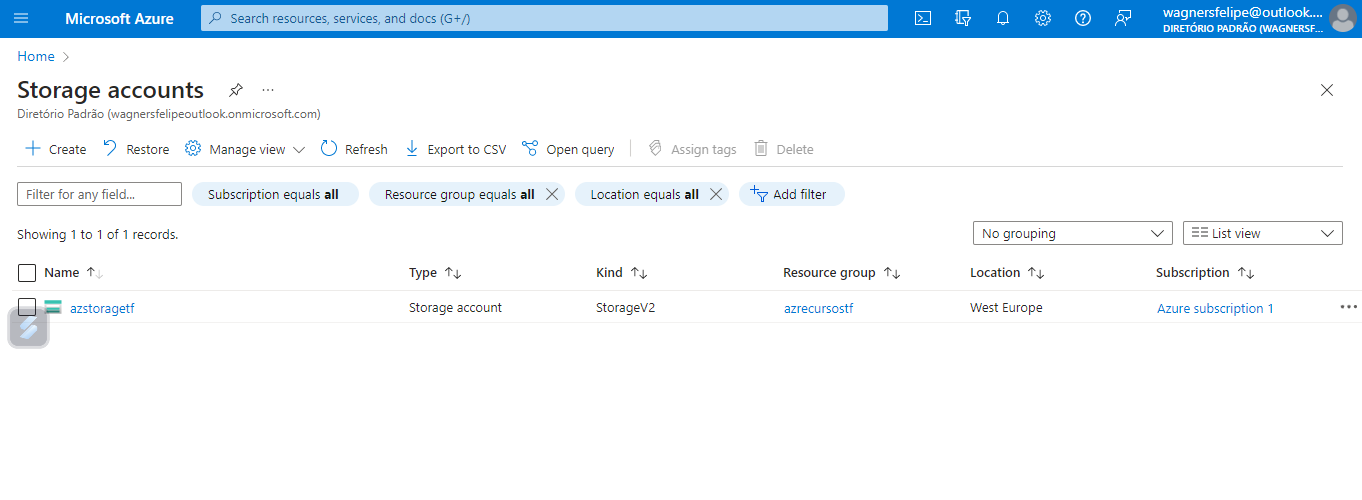 Microsoft Azure
Search resources, services, and docs (G+/)
wagnersfelipe@outlook....
DIRETÓRIO PADRÃO (WAGNERSF...
Home
Storage accounts
Diretório Padrão (wagnersfelipeoutlook.onmicrosoft.com)
Create Restore Manage view Refresh Export to CSV Open query Assign tags Delete
Filter for any field... Subscription equals all Resource group equals all Location equals all Add filter
Showing 1 to 1 of 1 records. No grouping List view
Name Type Kind Resource group Location Subscription
azstoragetf Storage account StorageV2 azrecursostf West Europe Azure subscription 1